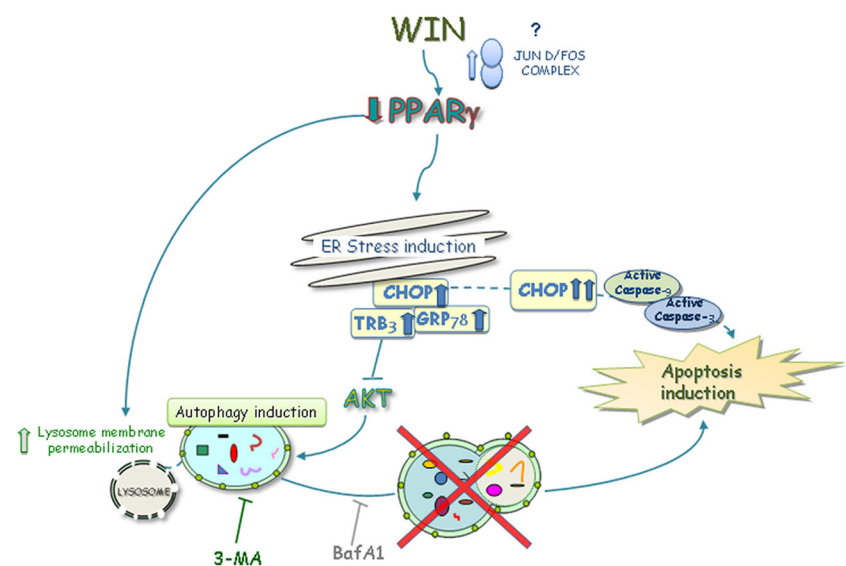 WIN
?
JUN D/FOS
COMPLEX
PPARγ
ER Stress induction
CHOP
CHOP
Active
Caspase-9
Active
Caspase-3
TRB3
GRP78
AKT
Apoptosis
induction
Autophagy induction
Lysosome membrane
permeabilization
LYSOSOME
3-MA
BafA1